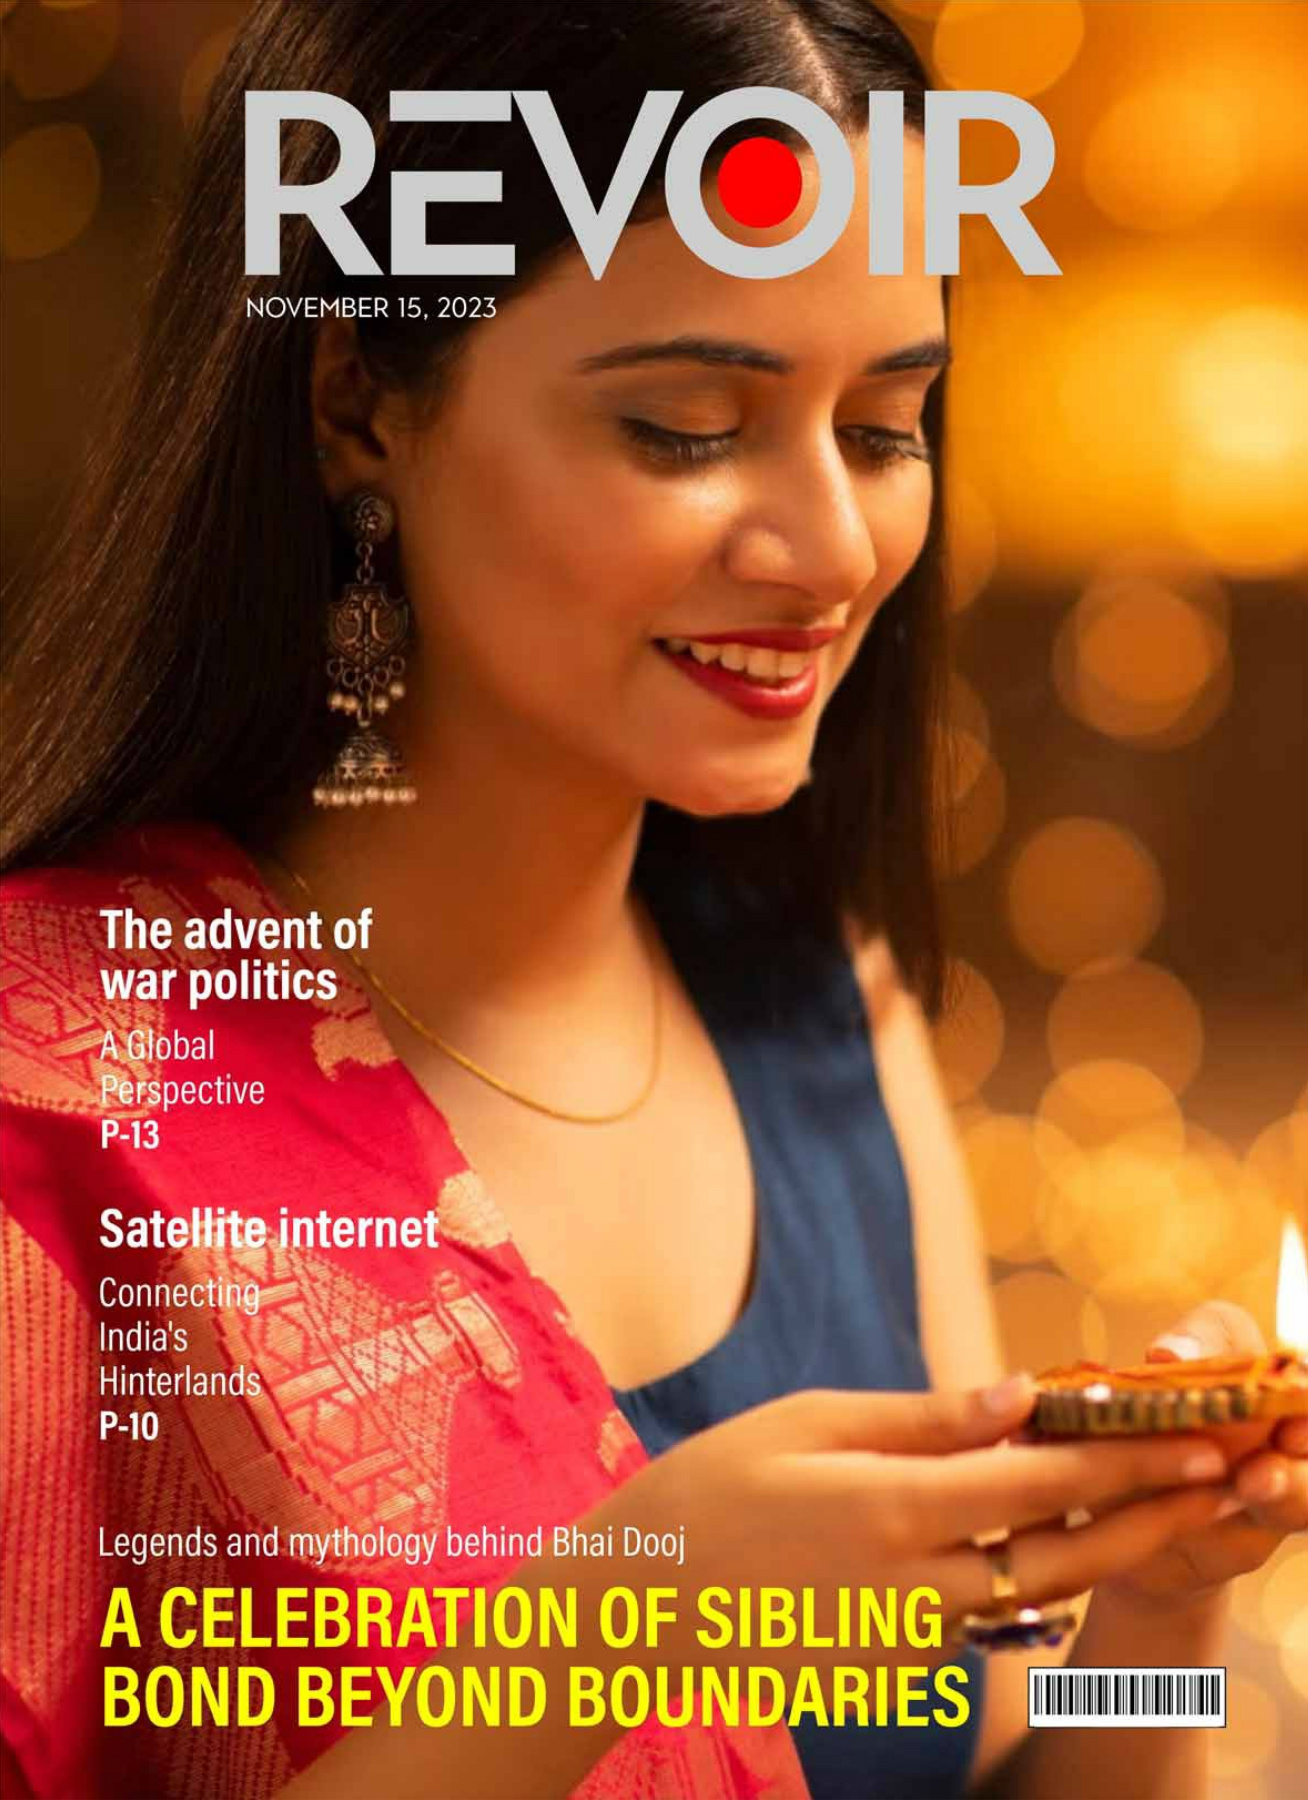 REVOIR
NOVEMBER 15, 2023
The advent of
war politics
A Global
Perspective
P-13
Satellite internet
Connecting
India's
Hinterlands
P-10
Legends and mythology behind Bhai Dooj
A CELEBRATION OF SIBLING
BOND BEYOND BOUNDARIES